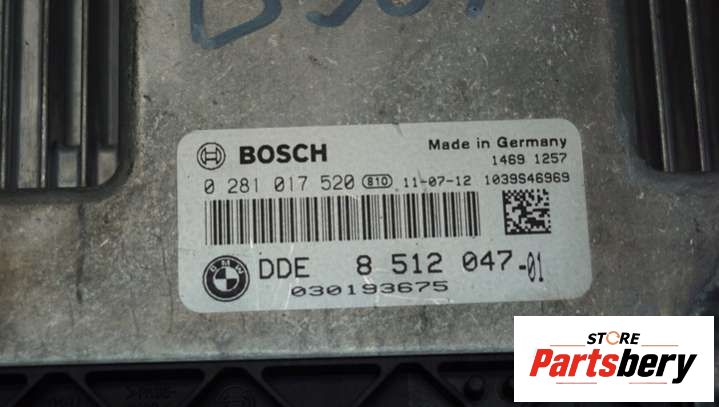 BOSCH
Made in Germany
1469 1257
0 281 017 520 810 11-07-12 1039S46969
BMW DDE 8 512 047-01
030193675
STORE
Partsbery